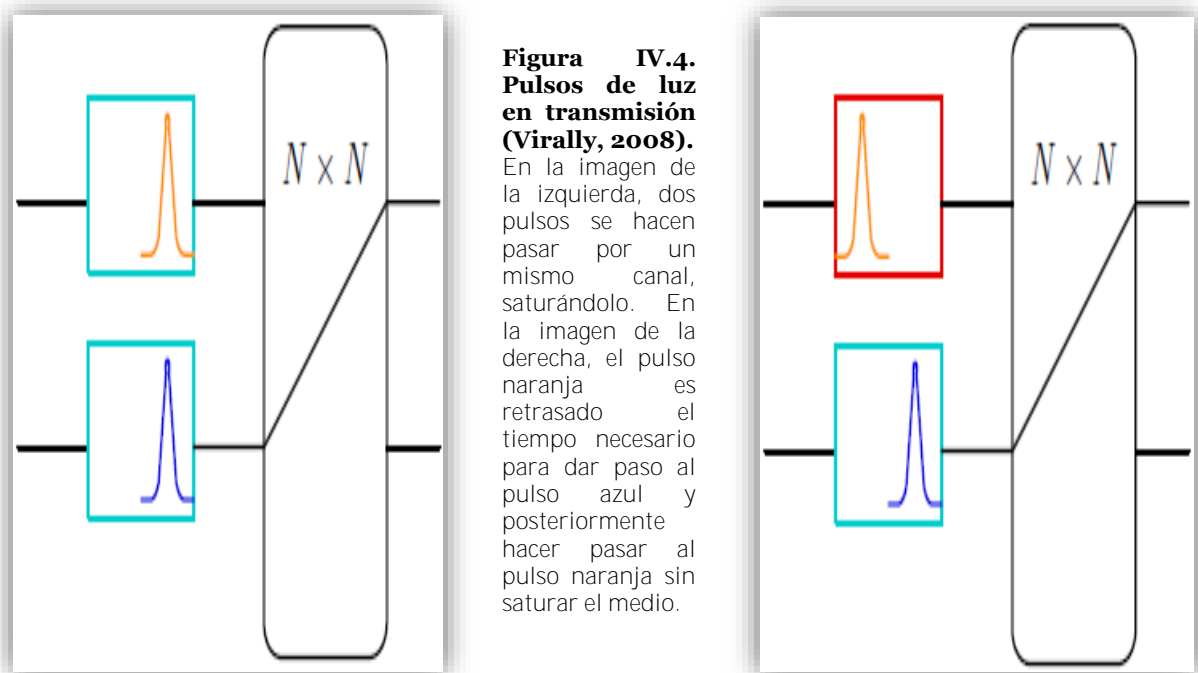 N × N
Figura IV.4.
Pulsos de luz
en transmisión
(Virally, 2008).
En la imagen de
la izquierda, dos
pulsos se hacen
pasar por un
mismo canal,
saturándolo. En
la imagen de la
derecha, el pulso
naranja es
retrasado el
tiempo necesario
para dar paso al
pulso azul y
posteriormente
hacer pasar al
pulso naranja sin
saturar el medio.
N × N